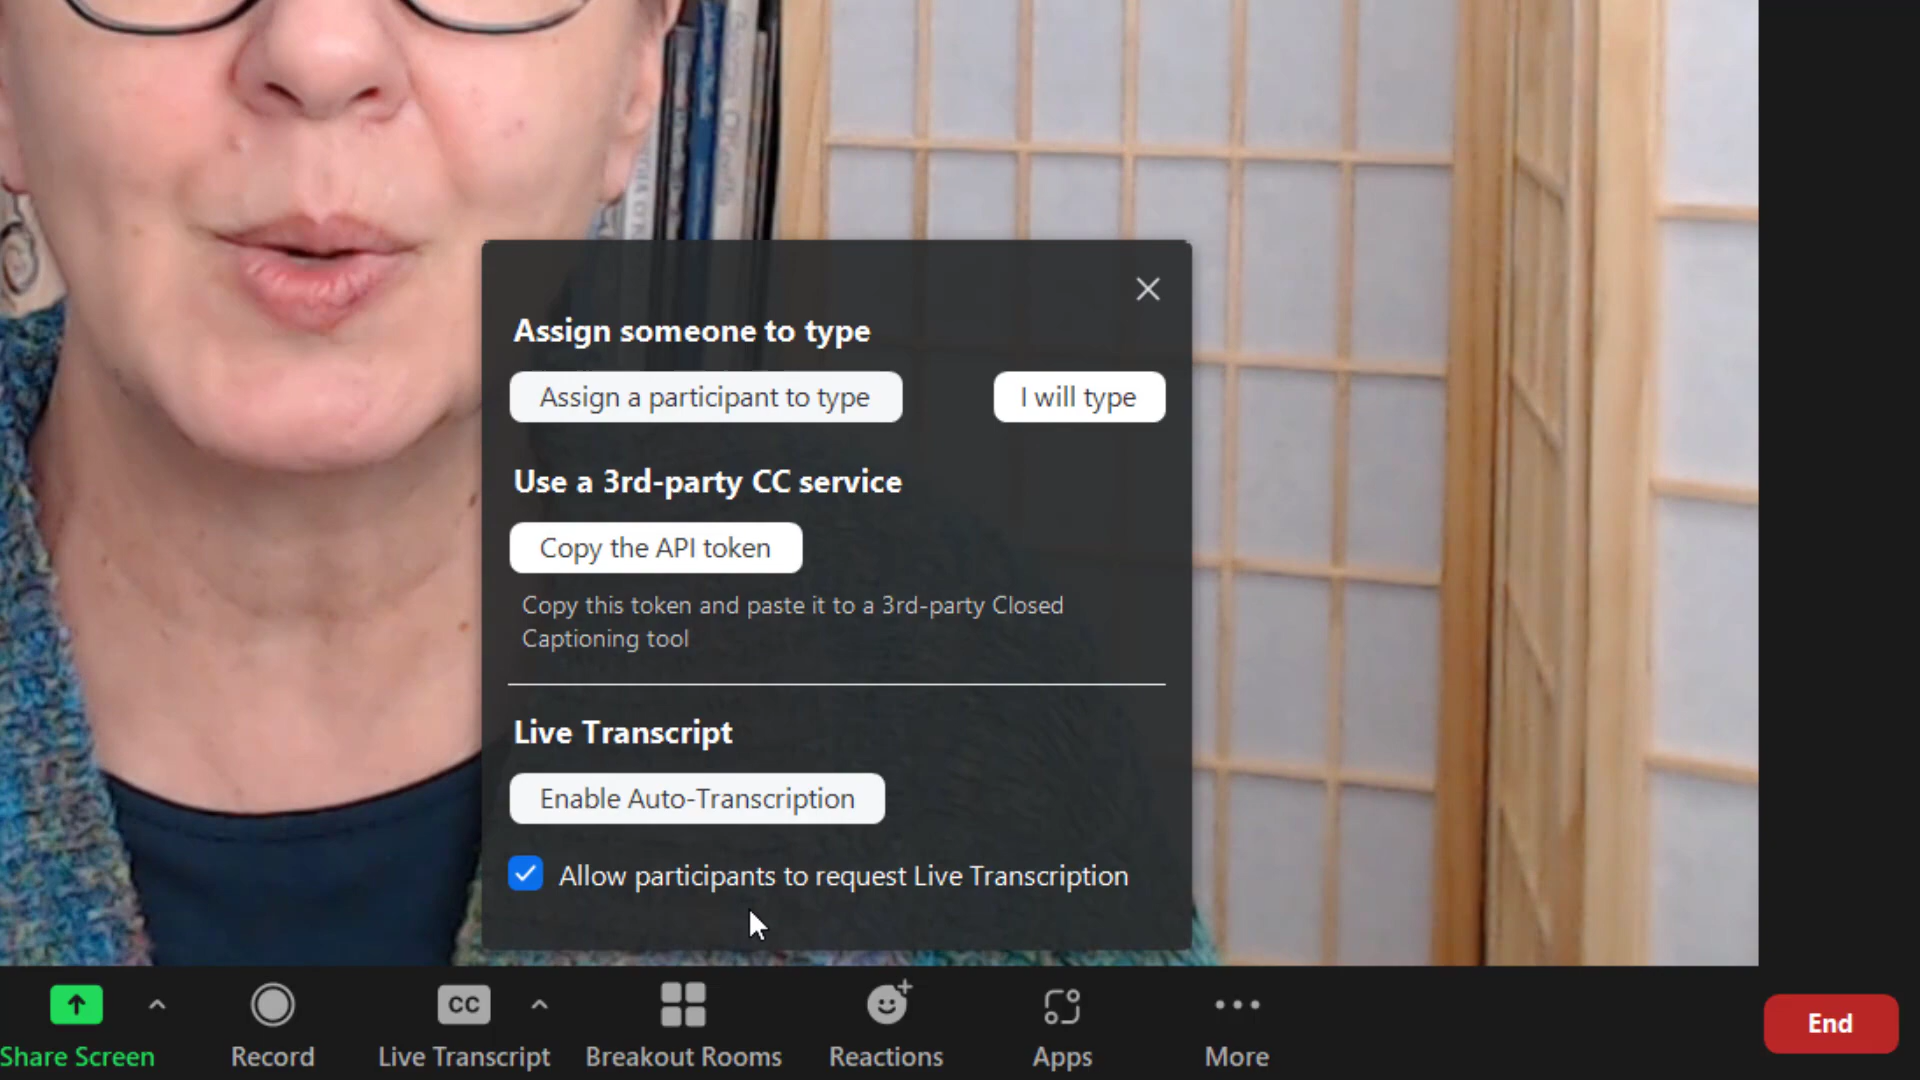 Assign someone to type
Assign a participant to type
I will type
Use a 3rd-party CC service
Copy the API token
Copy this token and paste it to a 3rd-party Closed
Captioning tool
Live Transcript
Enable Auto-Transcription
Allow participants to request Live Transcription
CC
Share Screen
Record
Live Transcript
Breakout Rooms
Reactions
Apps
More
End